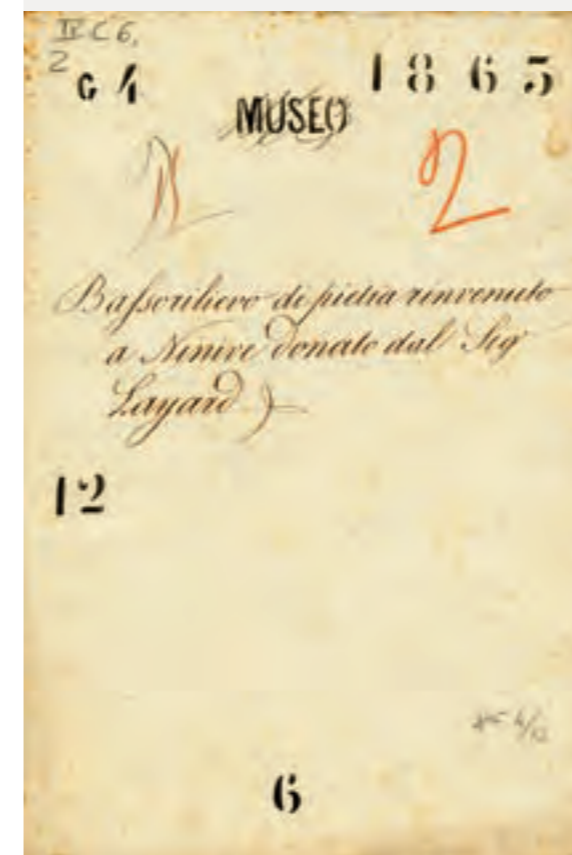 IV C 6,
2
G 4
1 8 6 5
MUSEO
2
Bassorilievo di pietra rinvenuto
a Ninive donato dal Sig.r
Layard
12
6